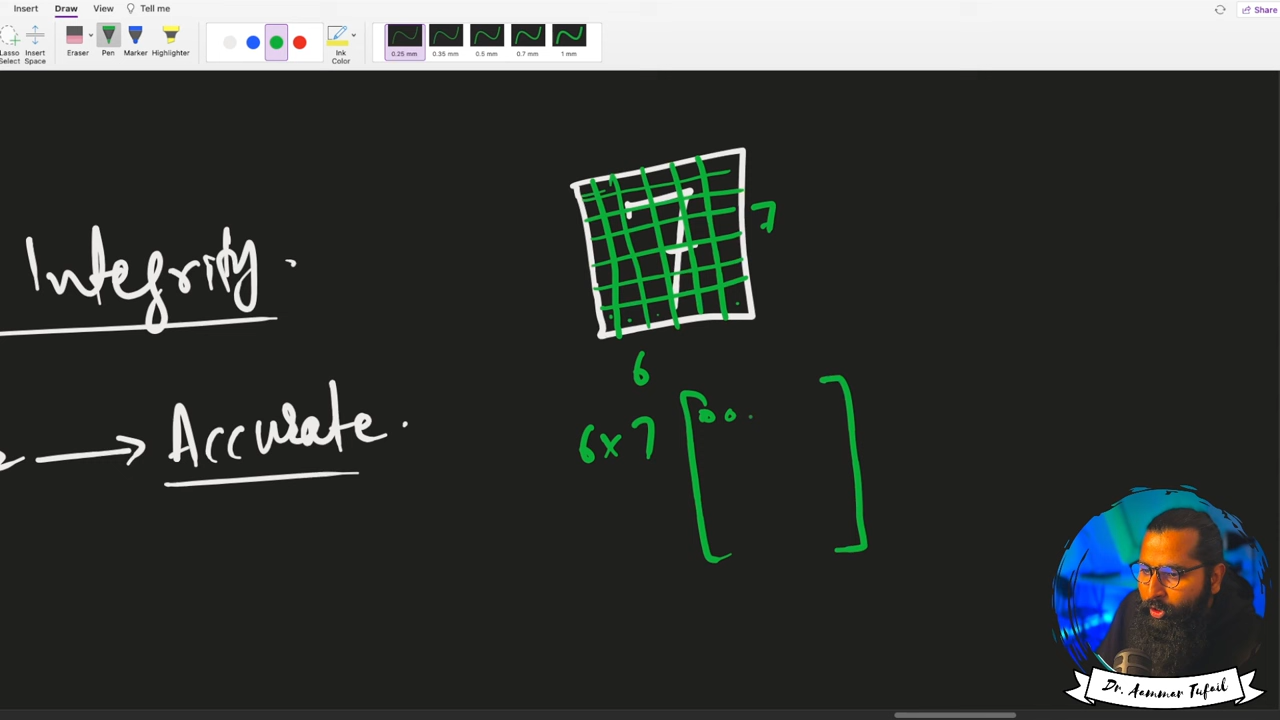 Insert Draw View Tell me
Share
Lasso Select
Insert Space
Eraser
Pen
Marker
Highlighter
Ink Color
0.25 mm
0.35 mm
0.5 mm
0.7 mm
1 mm
7
7
Integrity.
6
Accurate.
6x7 [00. ]
Dr. Aammar Tufail